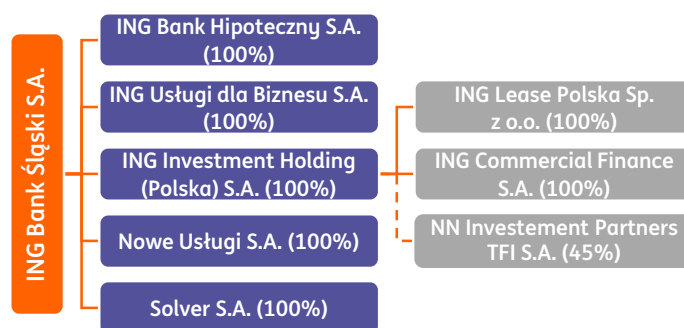 ING Bank Śląski S.A.
ING Bank Hipoteczny S.A.
(100%)
ING Usługi dla Biznesu S.A.
(100%)
ING Investment Holding
(Polska) S.A. (100%)
Nowe Usługi S.A. (100%)
Solver S.A. (100%)
ING Lease Polska Sp.
z o.o. (100%)
ING Commercial Finance
S.A. (100%)
NN Investement Partners
TFI S.A. (45%)